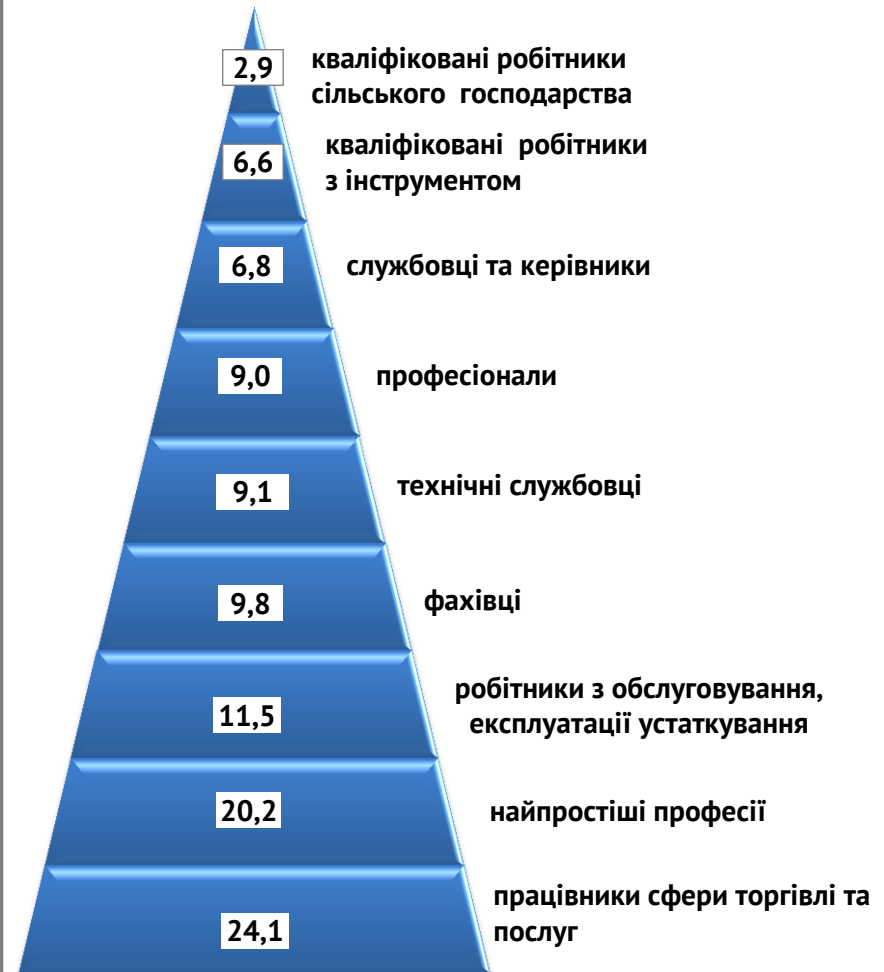 2,9
кваліфіковані робітники
сільського господарства
6,6
кваліфіковані робітники
з інструментом
6,8
службовці та керівники
9,0
професіонали
9,1
технічні службовці
9,8
фахівці
11,5
робітники з обслуговування,
експлуатації устаткування
20,2
найпростіші професії
24,1
працівники сфери торгівлі та
послуг